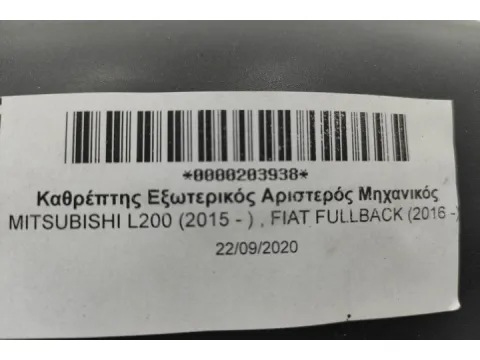 *0000203938*
Καθρέπτης Εξωτερικός Αριστερός Μηχανικός
MITSUBISHI L200 (2015 - ) , FIAT FULLBACK (2016 -)
22/09/2020